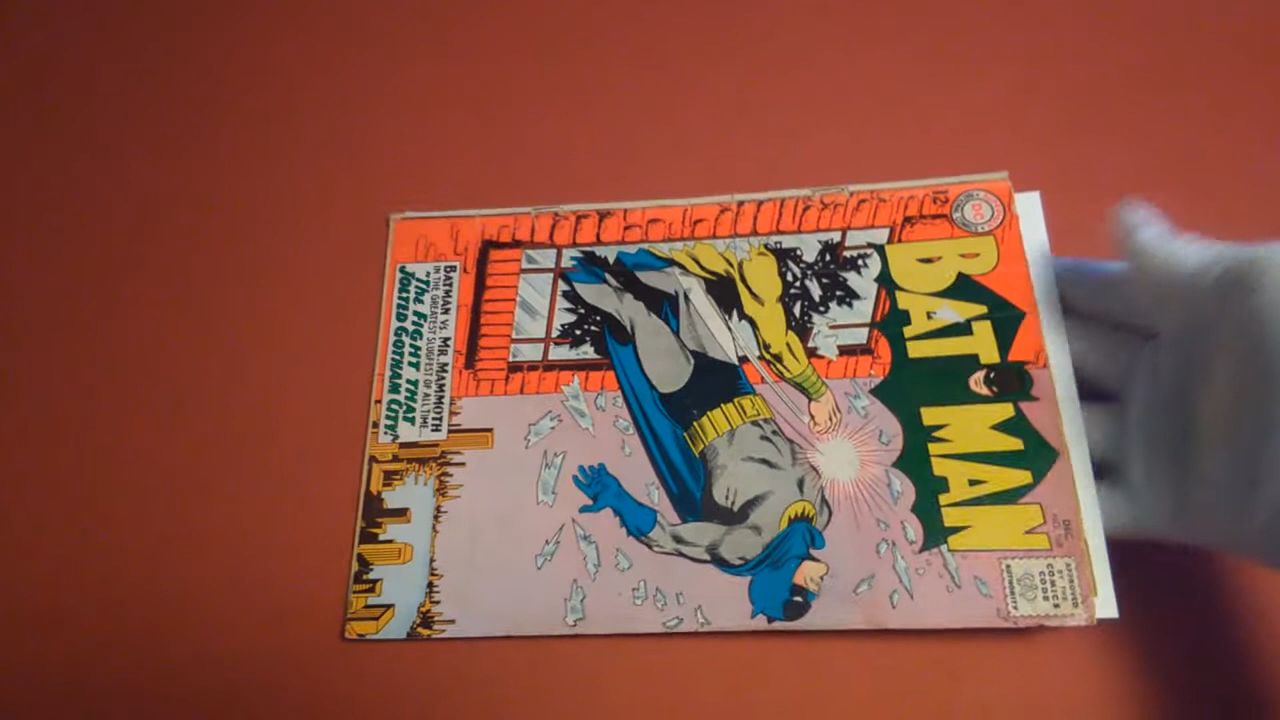 12¢
DC
BATMAN
DEC.
APPROVED
BY THE
COMICS
CODE
AUTHORITY
BATMAN VS. MR. MAMMOTH
IN THE GREATEST SLUGFEST OF ALL TIME...
"The FIGHT THAT
JOLTED GOTHAM CITY!"